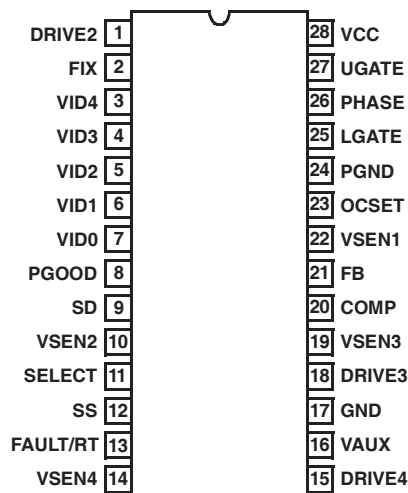 DRIVE2 1 28 VCC
FIX 2 27 UGATE
VID4 3 26 PHASE
VID3 4 25 LGATE
VID2 5 24 PGND
VID1 6 23 OCSET
VID0 7 22 VSEN1
PGOOD 8 21 FB
SD 9 20 COMP
VSEN2 10 19 VSEN3
SELECT 11 18 DRIVE3
SS 12 17 GND
FAULT/RT 13 16 VAUX
VSEN4 14 15 DRIVE4